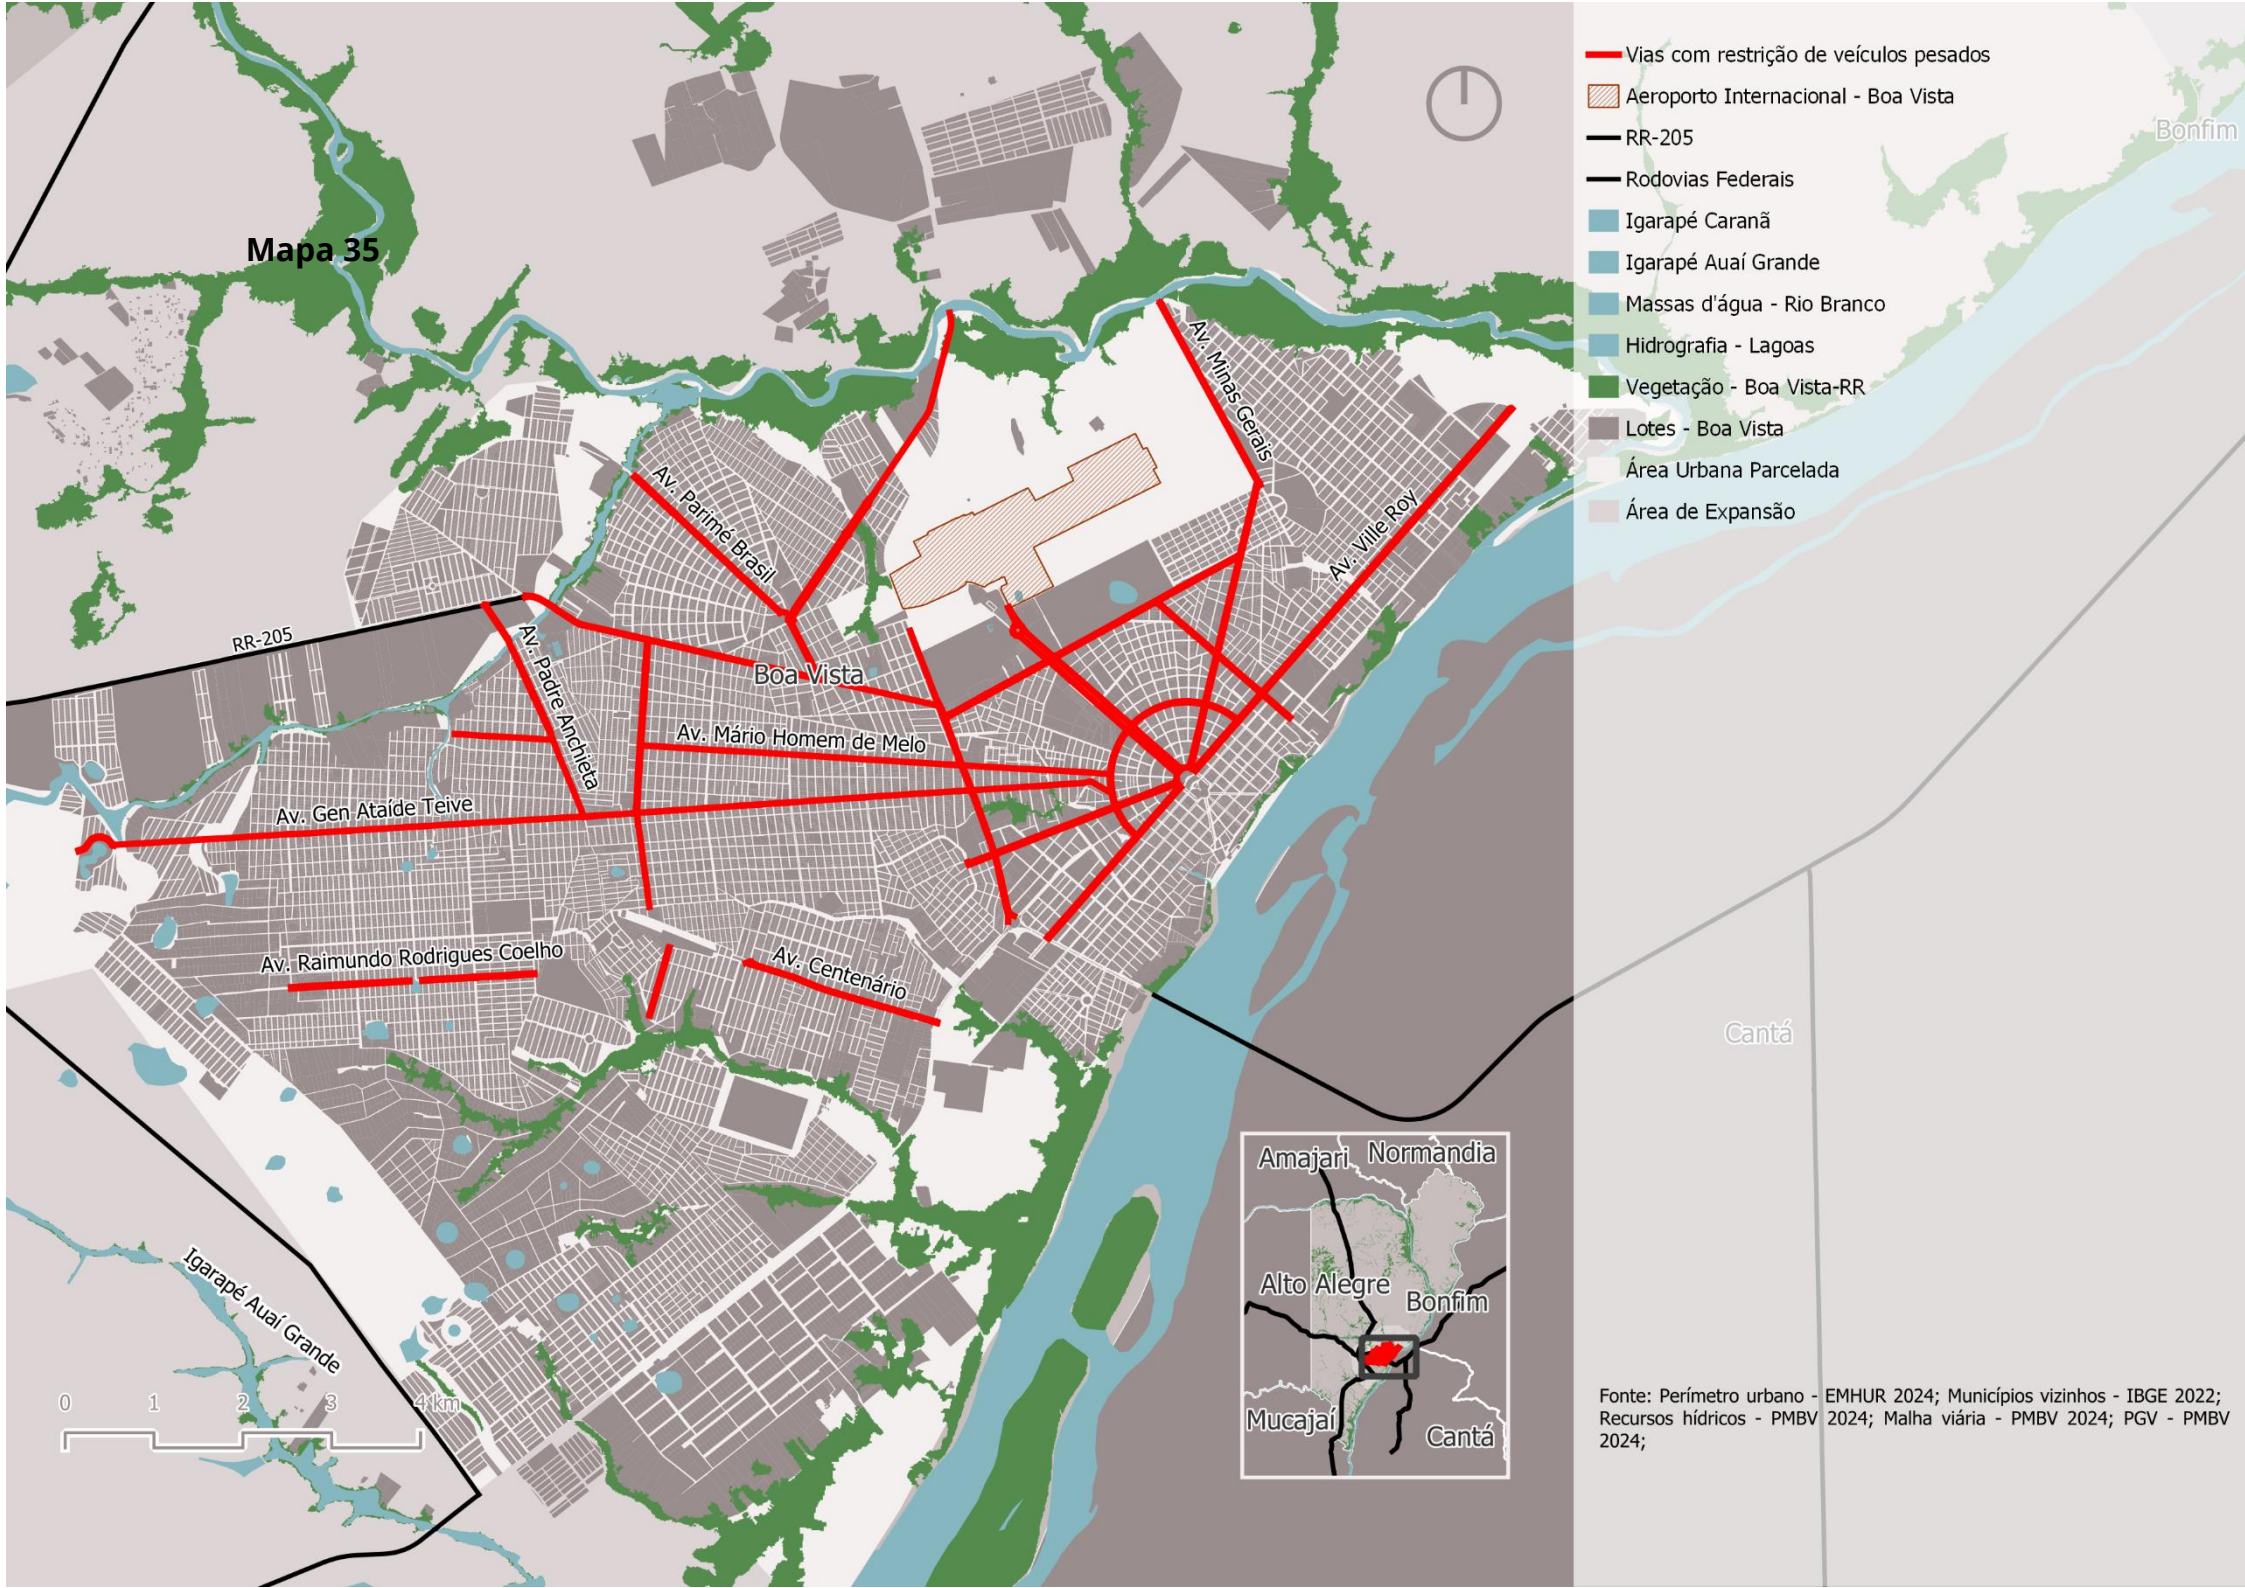 Vias com restrição de veículos pesados
Aeroporto Internacional - Boa Vista
RR-205
Rodovias Federais
Igarapé Caranã
Igarapé Auaí Grande
Massas d'água - Rio Branco
Hidrografia - Lagoas
Vegetação - Boa Vista-RR
Lotes - Boa Vista
Área Urbana Parcelada
Área de Expansão
Bonfim
Mapa 35
Av. Minas Gerais
Av. Parimé Brasil
Av. Ville Roy
RR-205
Av. Padre Anchieta
Boa Vista
Av. Mário Homem de Melo
Av. Gen Ataíde Teive
Av. Raimundo Rodrigues Coelho
Av. Centenário
Cantá
Igarapé Auaí Grande
0 1 2 3 4 km
Amajari
Normandia
Alto Alegre
Bonfim
Mucajaí
Cantá
Fonte: Perímetro urbano - EMHUR 2024; Municípios vizinhos - IBGE 2022;
Recursos hídricos - PMBV 2024; Malha viária - PMBV 2024; PGV - PMBV
2024;